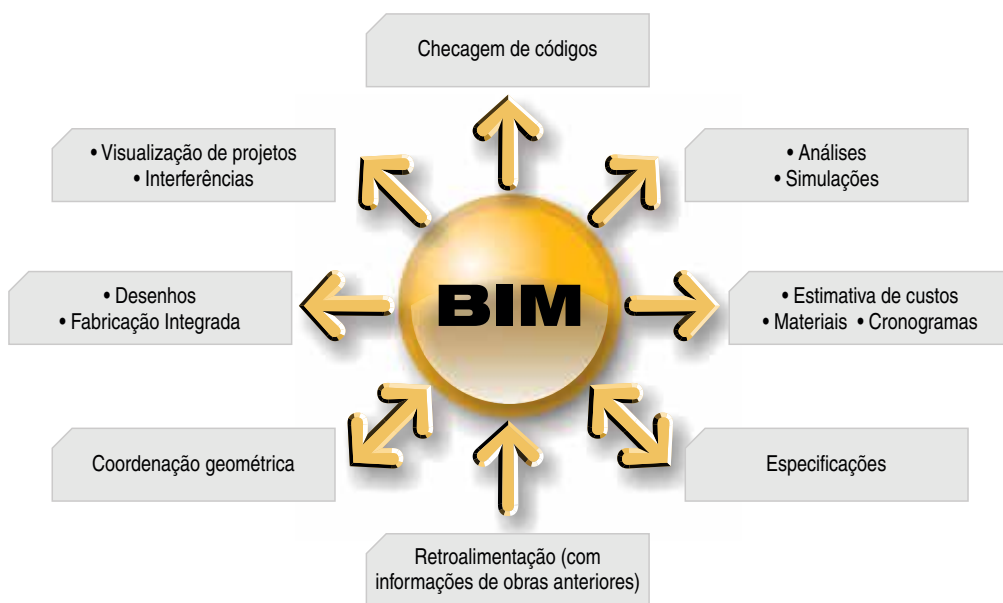 Checagem de códigos
• Visualização de projetos
• Interferências
• Análises
• Simulações
• Desenhos
• Fabricação Integrada
BIM
• Estimativa de custos
• Materiais • Cronogramas
Coordenação geométrica
Especificações
Retroalimentação (com
informações de obras anteriores)